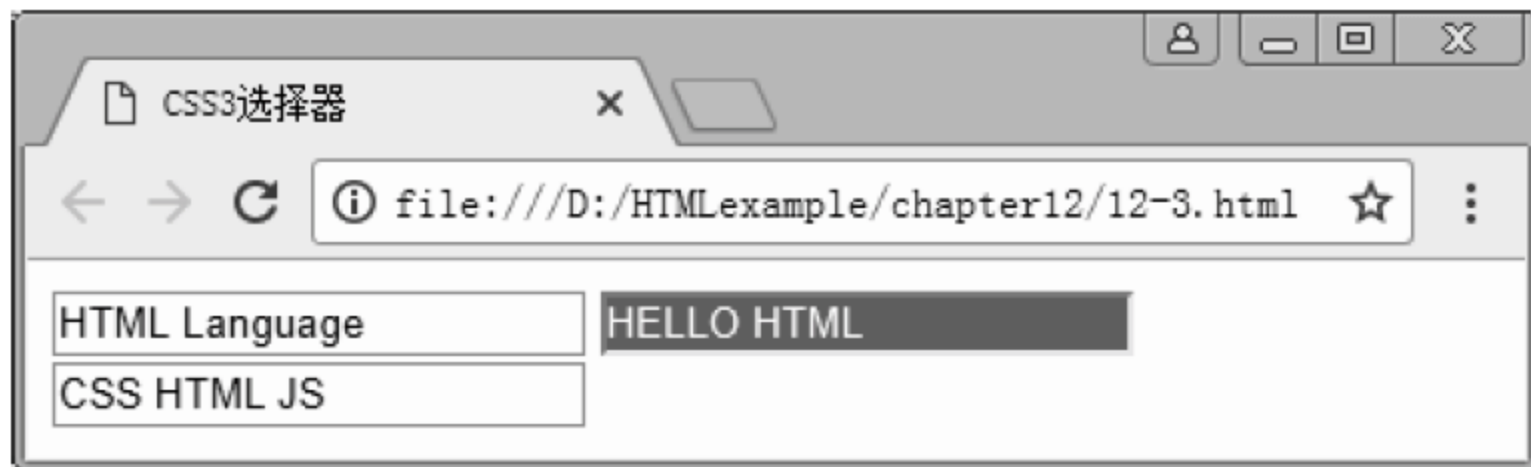 CSS3选择器
file:///D:/HTMLexample/chapter12/12-3.html
HTML Language HELLO HTML
CSS HTML JS